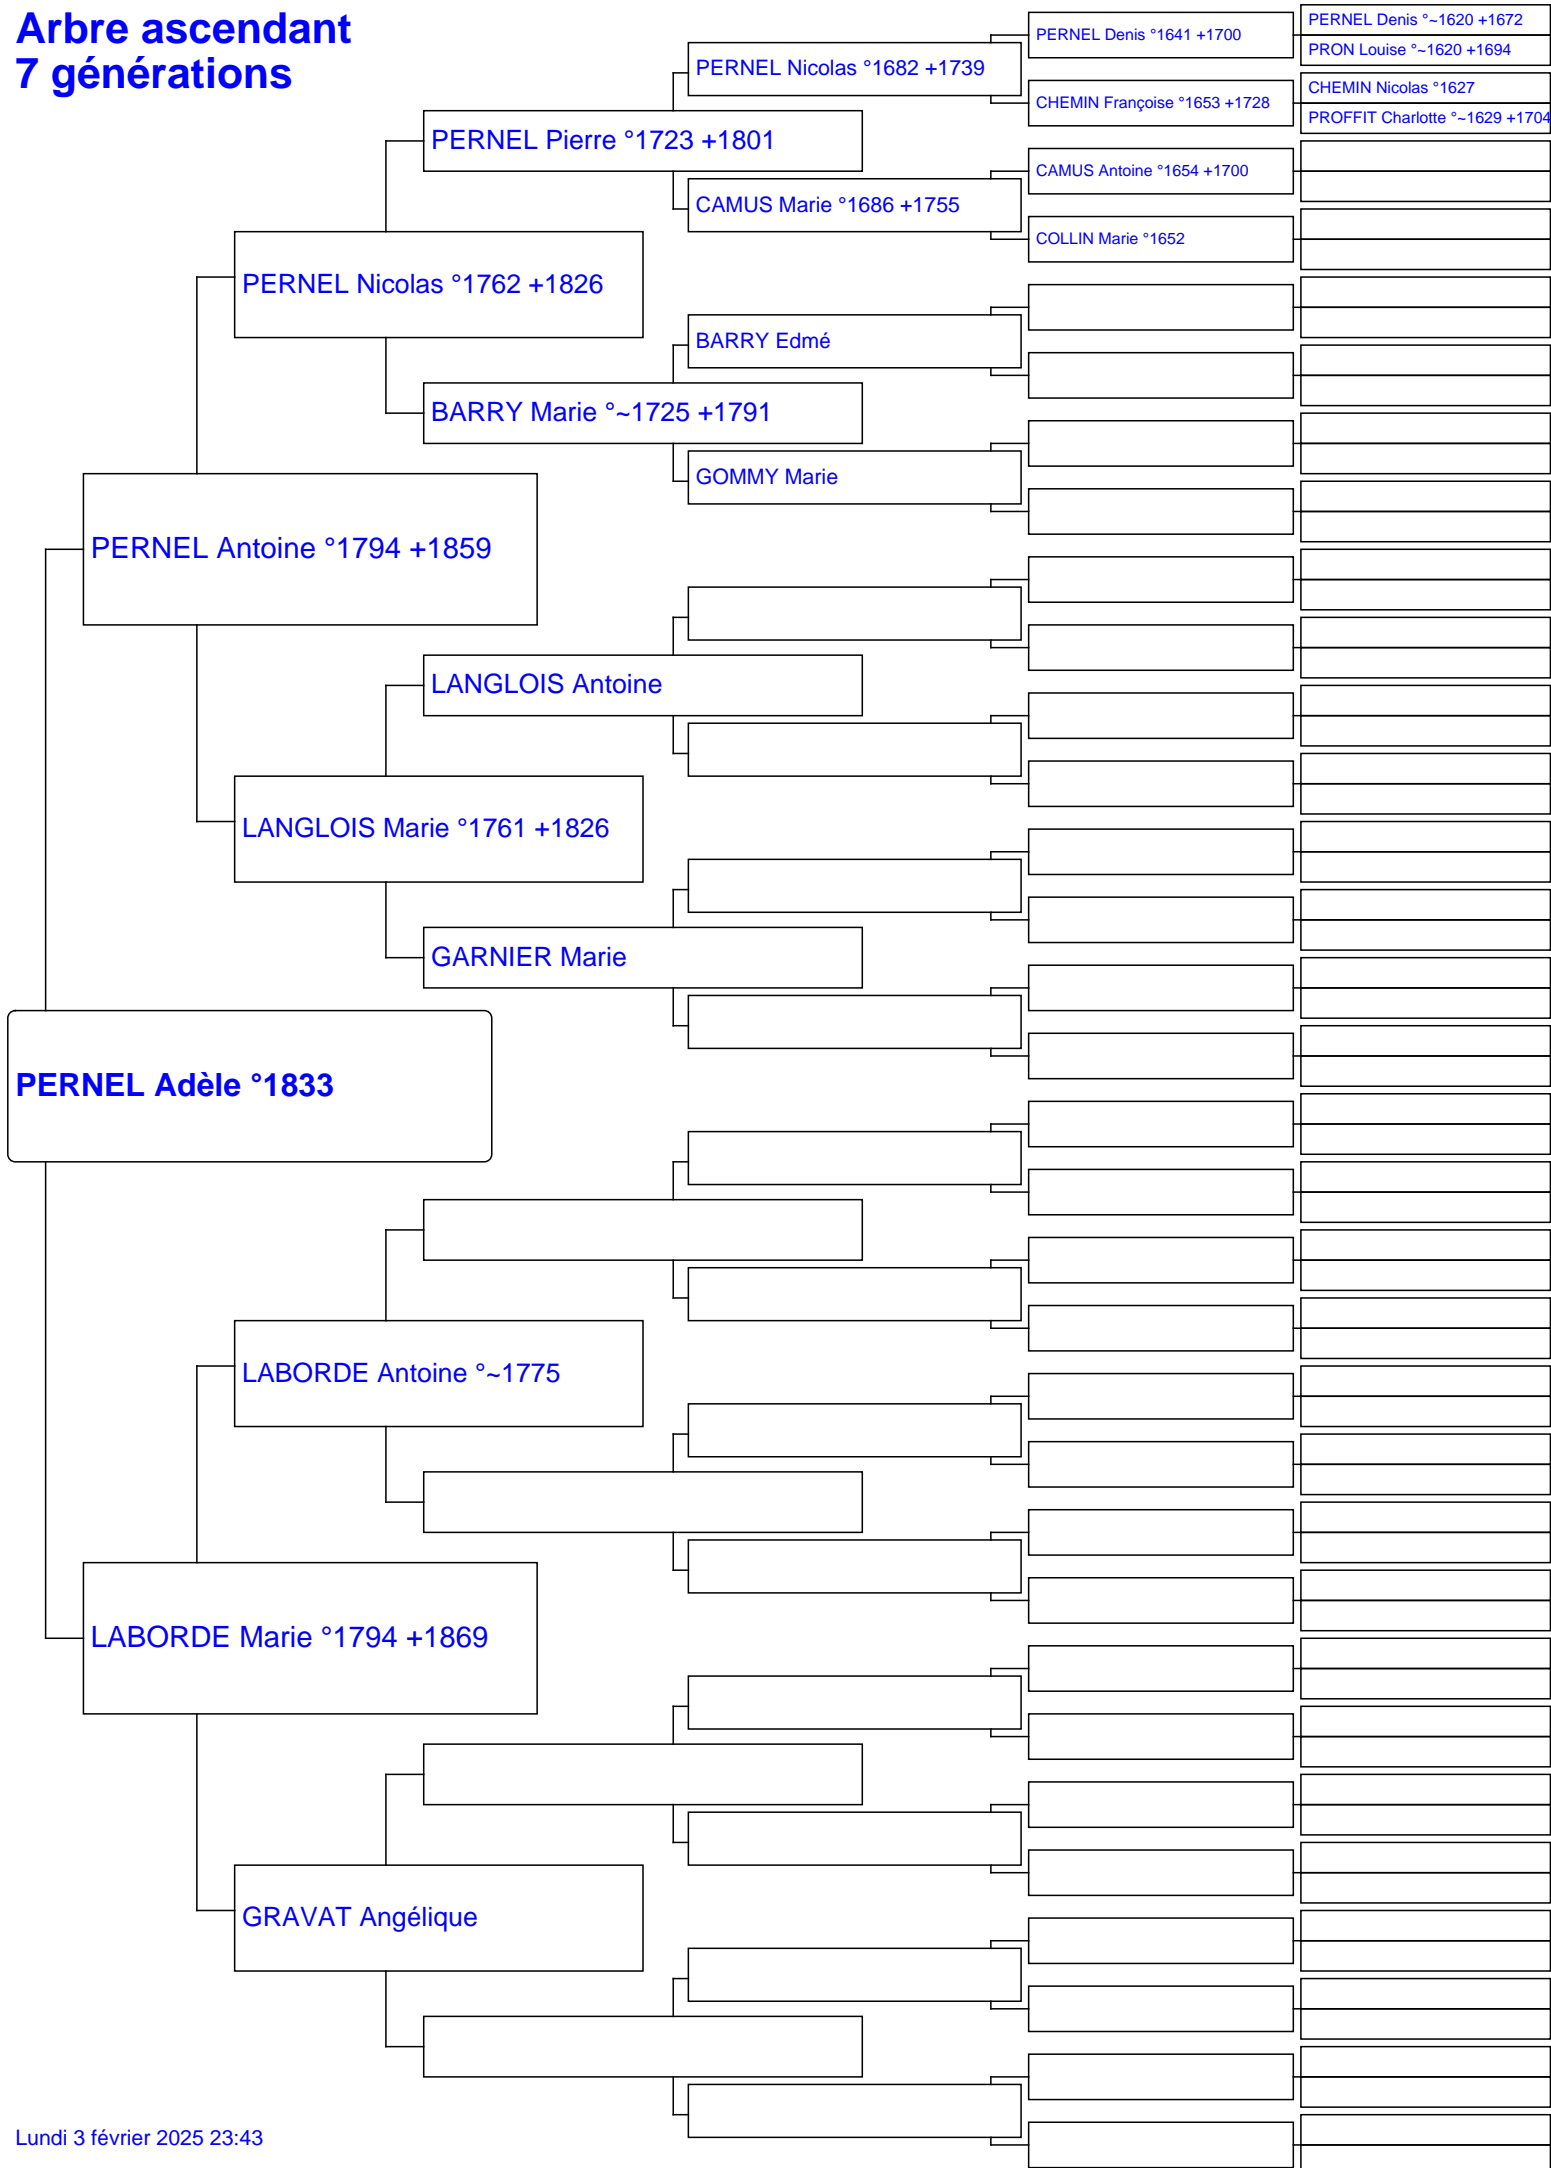 Arbre ascendant
7 générations
PERNEL Denis °~1620 +1672
PERNEL Denis °1641 +1700
PRON Louise °~1620 +1694
PERNEL Nicolas °1682 +1739
CHEMIN Nicolas °1627
CHEMIN Françoise °1653 +1728
PROFFIT Charlotte °~1629 +1704
PERNEL Pierre °1723 +1801
CAMUS Antoine °1654 +1700
CAMUS Marie °1686 +1755
COLLIN Marie °1652
PERNEL Nicolas °1762 +1826
BARRY Edmé
BARRY Marie °~1725 +1791
GOMMY Marie
PERNEL Antoine °1794 +1859
LANGLOIS Antoine
LANGLOIS Marie °1761 +1826
GARNIER Marie
PERNEL Adèle °1833
LABORDE Antoine °~1775
LABORDE Marie °1794 +1869
GRAVAT Angélique
Lundi 3 février 2025 23:43